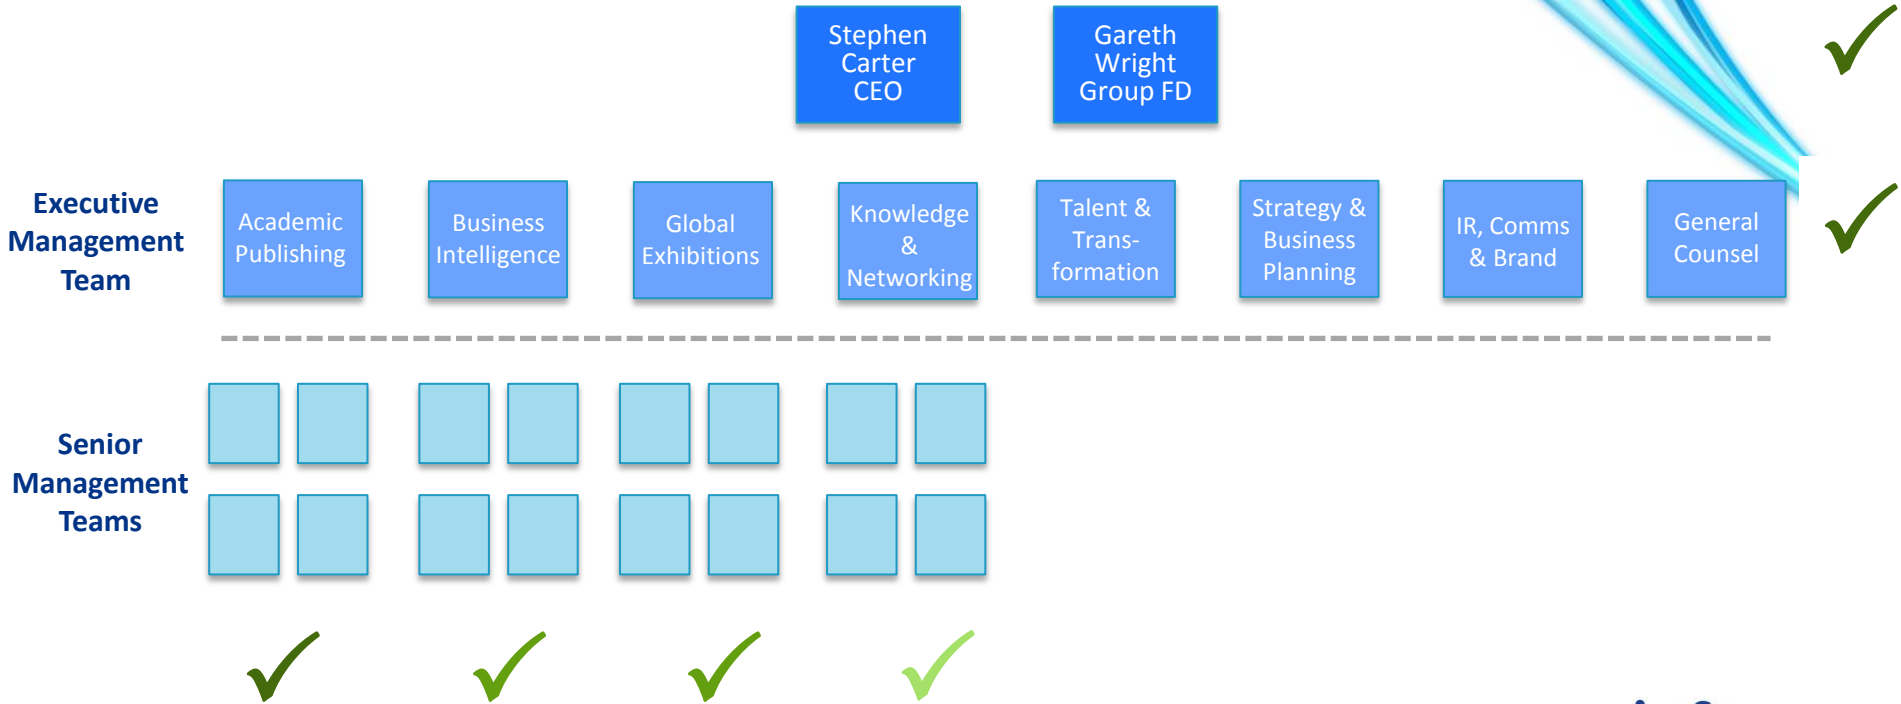 Stephen
Carter
CEO
Gareth
Wright
Group FD
Executive
Management
Team
Academic
Publishing
Business
Intelligence
Global
Exhibitions
Knowledge
&
Networking
Talent &
Trans-
formation
Strategy &
Business
Planning
IR, Comms
& Brand
General
Counsel
Senior
Management
Teams